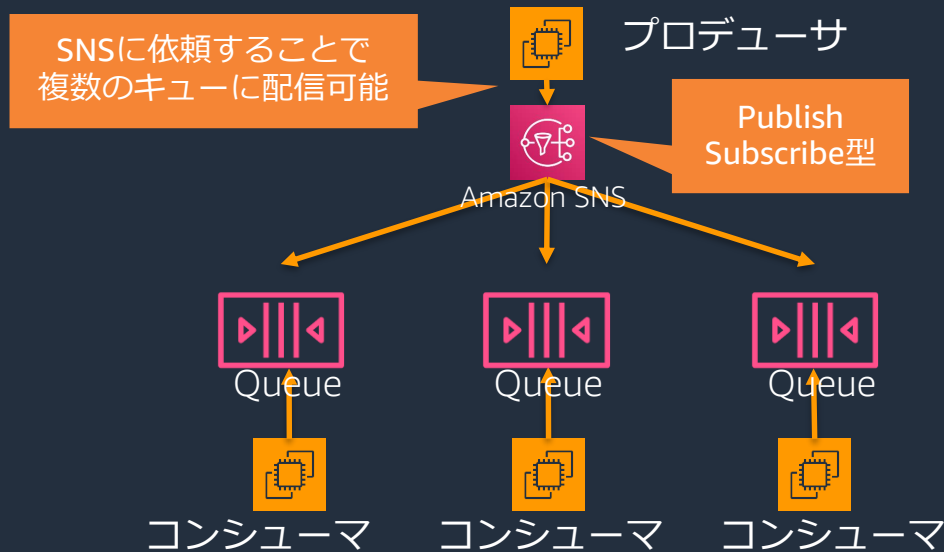 SNSに依頼することで
複数のキューに配信可能
プロデューサ
Publish
Subscribe型
Amazon SNS
Queue
Queue
Queue
コンシューマ
コンシューマ
コンシューマ